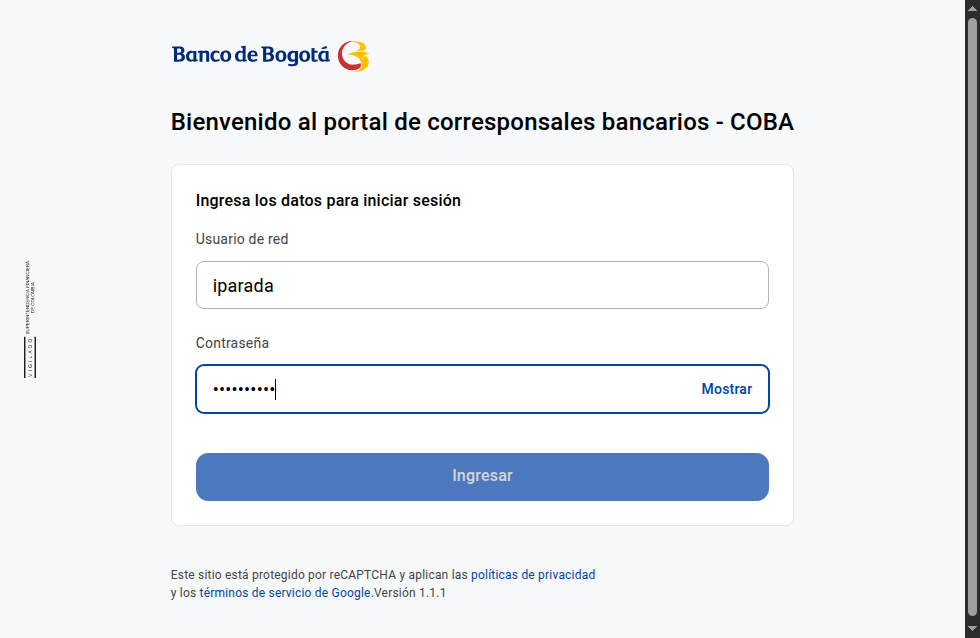 Banco de Bogotá
Bienvenido al portal de corresponsales bancarios - COBA
Ingresa los datos para iniciar sesión
Usuario de red
iparada
Contraseña
••••••••••
Mostrar
Ingresar
Este sitio está protegido por reCAPTCHA y aplican las políticas de privacidad
y los términos de servicio de Google.Versión 1.1.1
VIGILADO
SUPERINTENDENCIA FINANCIERA
DE COLOMBIA